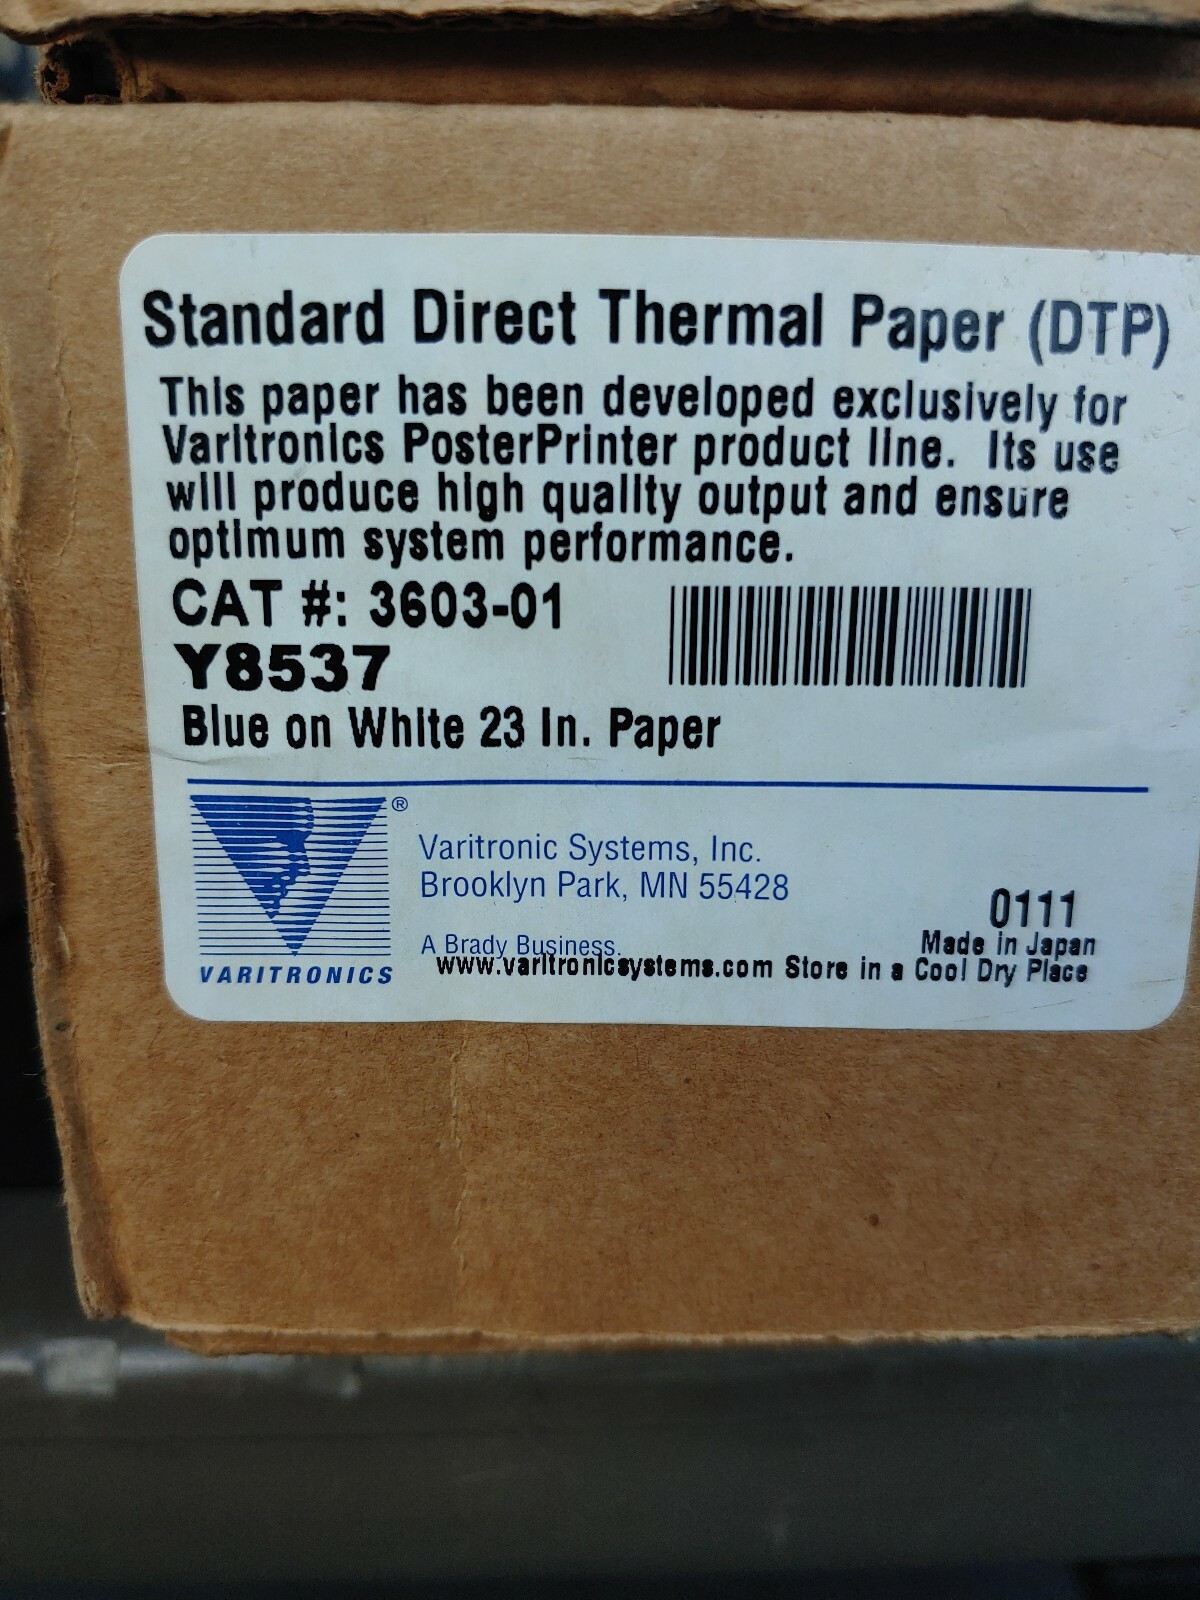 Standard Direct Thermal Paper (DTP)
This paper has been developed exclusively for
Varitronics PosterPrinter product line. Its use
will produce high quality output and ensure
optimum system performance.
CAT #: 3603-01
Y8537
Blue on White 23 In. Paper
®
VARITRONICS
Varitronic Systems, Inc.
Brooklyn Park, MN 55428
A Brady Business.
0111
Made in Japan
www.varitronicsystems.com Store in a Cool Dry Place